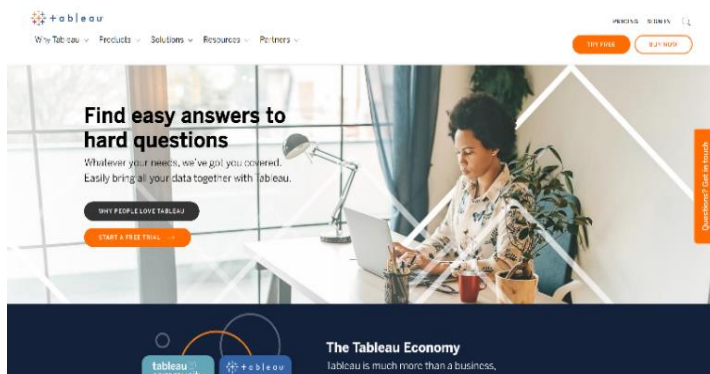 + a b l e a u
PRICING SIGN IN
Why Tableau Products Solutions Resources Partners
TRY FREE BUY NOW
Find easy answers to
hard questions
Whatever your needs, we've got you covered.
Easily bring all your data together with Tableau.
WHY PEOPLE LOVE TABLEAU
START A FREE TRIAL →
Questions? Get in touch
The Tableau Economy
Tableau is much more than a business,
tableau
community
+ a b l e a u